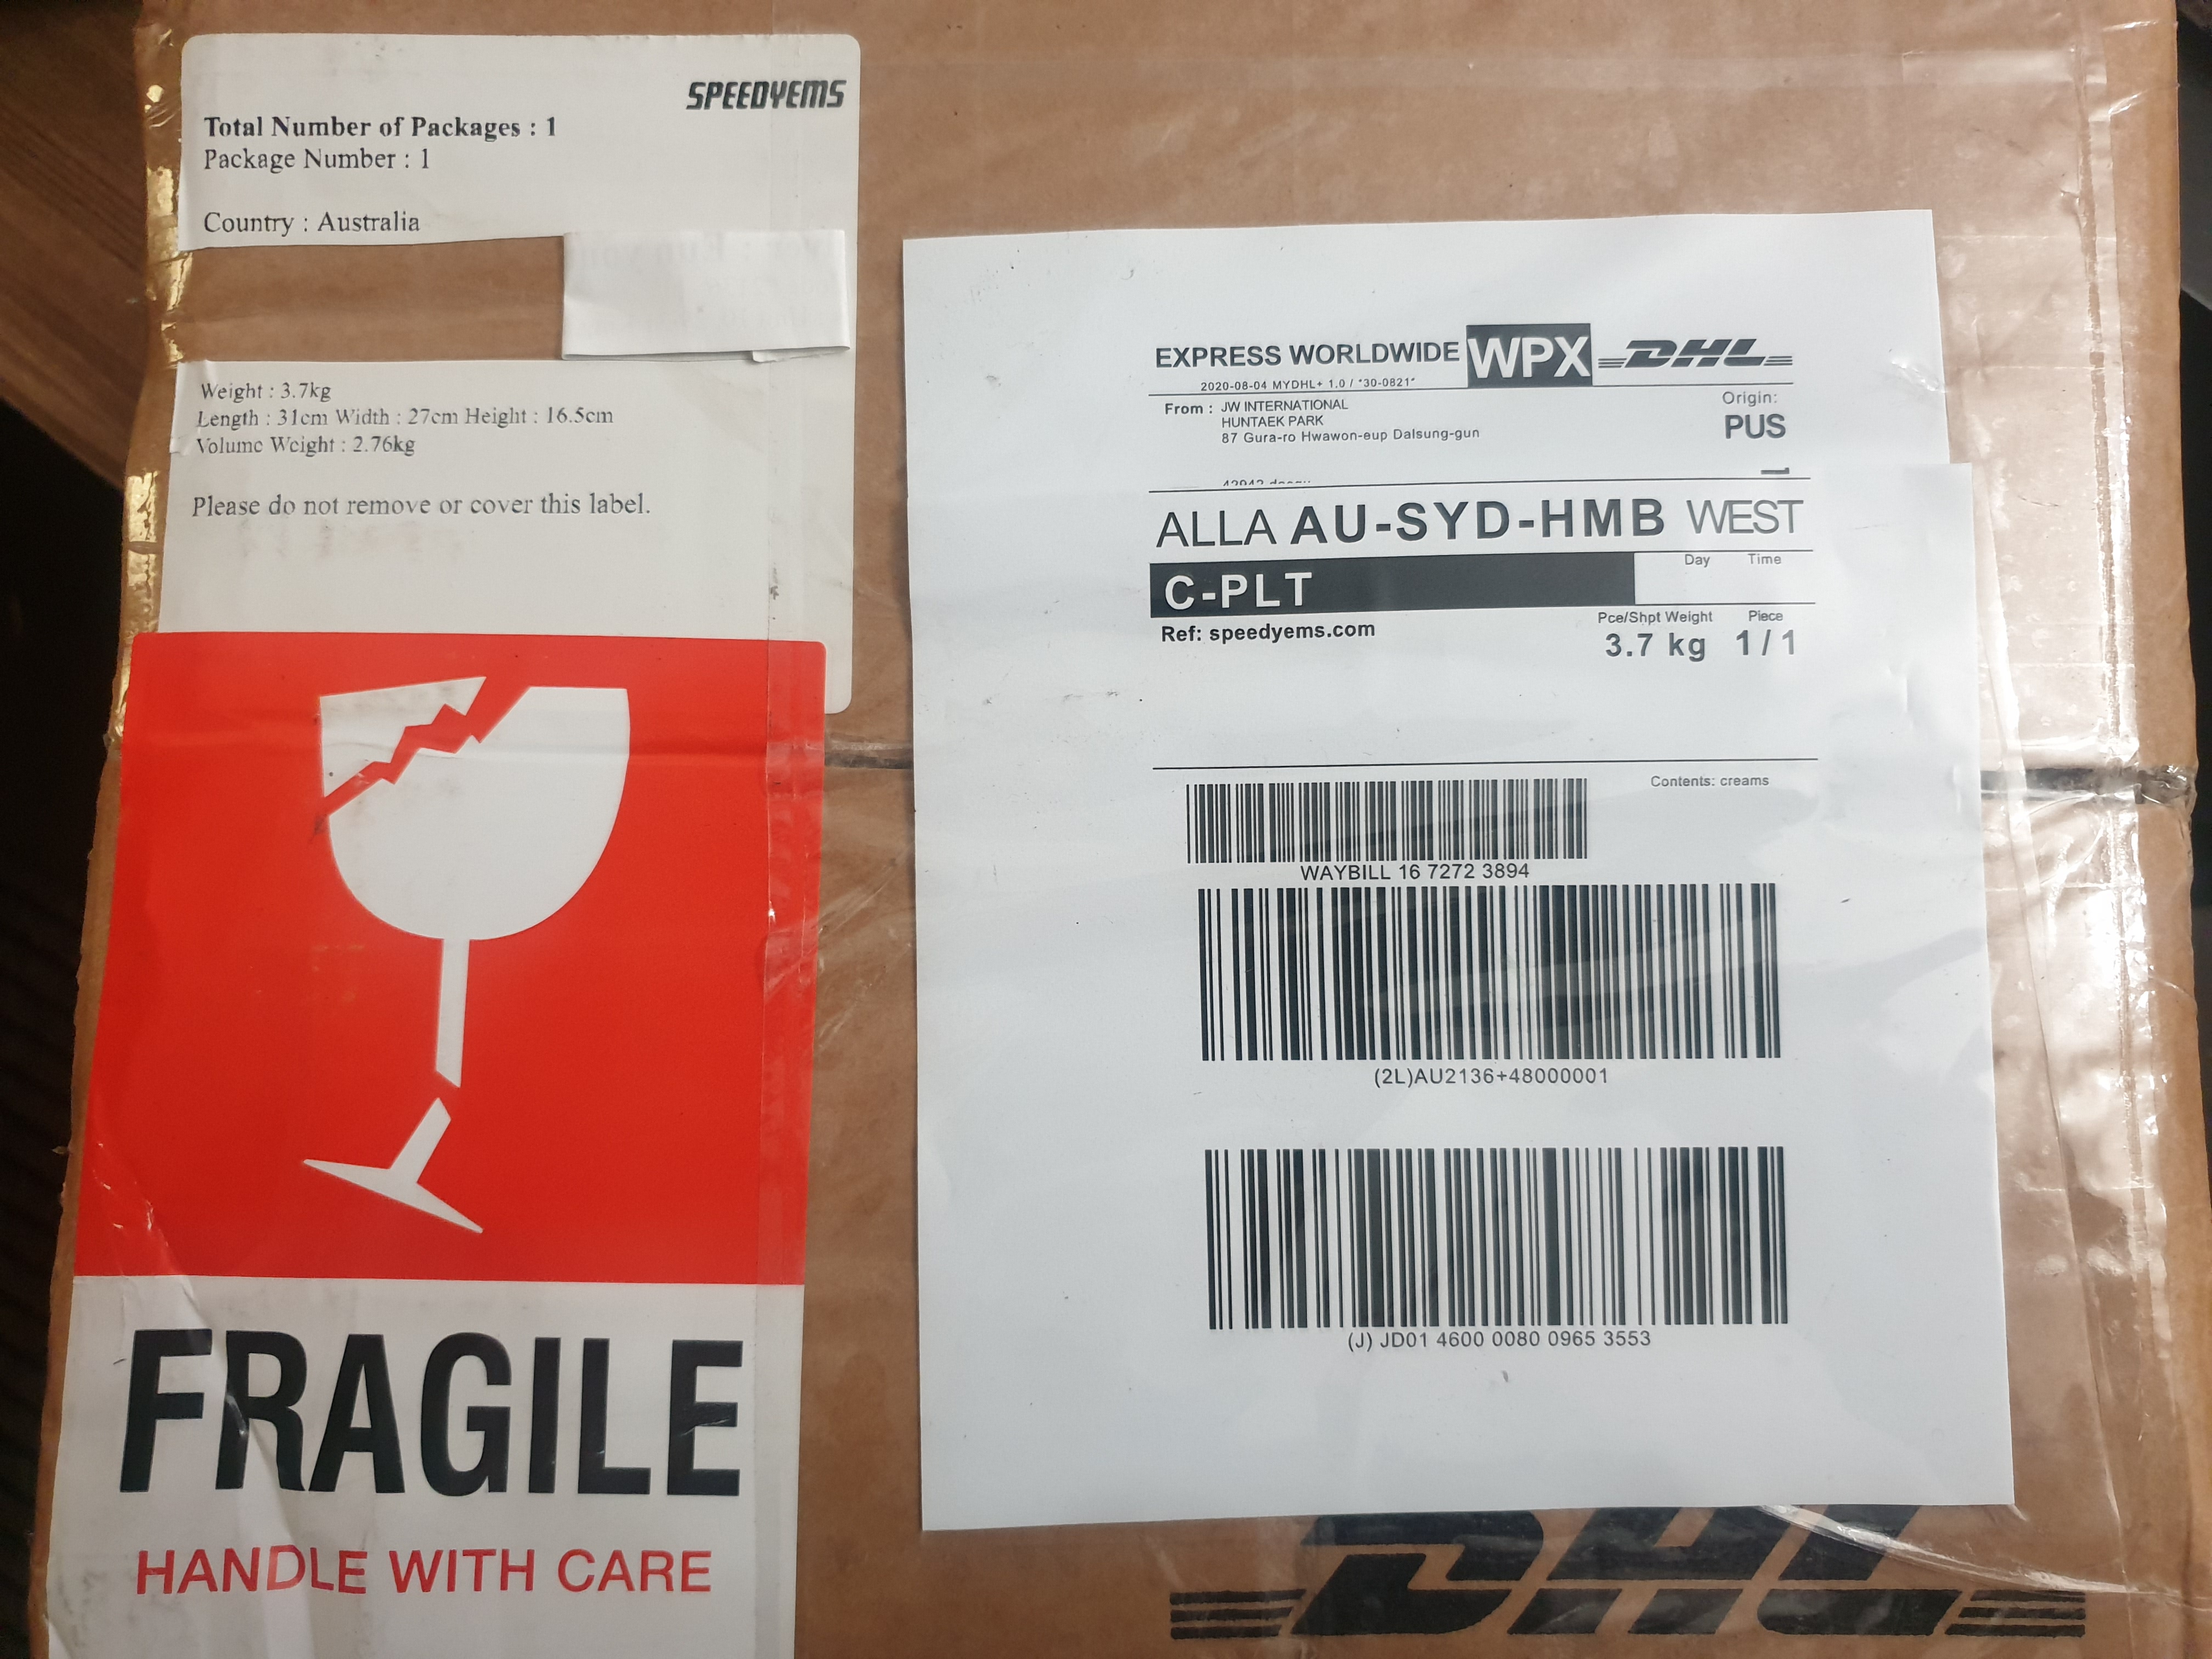 SPEEDYEMS
Total Number of Packages : 1
Package Number : 1
Country : Australia
Weight : 3.7kg
Length : 31cm Width : 27cm Height : 16.5cm
Volume Weight : 2.76kg
Please do not remove or cover this label.
FRAGILE
HANDLE WITH CARE
EXPRESS WORLDWIDE WPX DHL
2020-08-04 MYDHL+ 1.0 / *30-0821*
From : JW INTERNATIONAL
HUNTAEK PARK
87 Gura-ro Hwawon-eup Dalsung-gun
Origin:
PUS
ALLA AU-SYD-HMB WEST
C-PLT
Day Time
Ref: speedyems.com
Pce/Shpt Weight Piece
3.7 kg 1 / 1
Contents: creams
WAYBILL 16 7272 3894
(2L)AU2136+48000001
(J) JD01 4600 0080 0965 3553
DHL